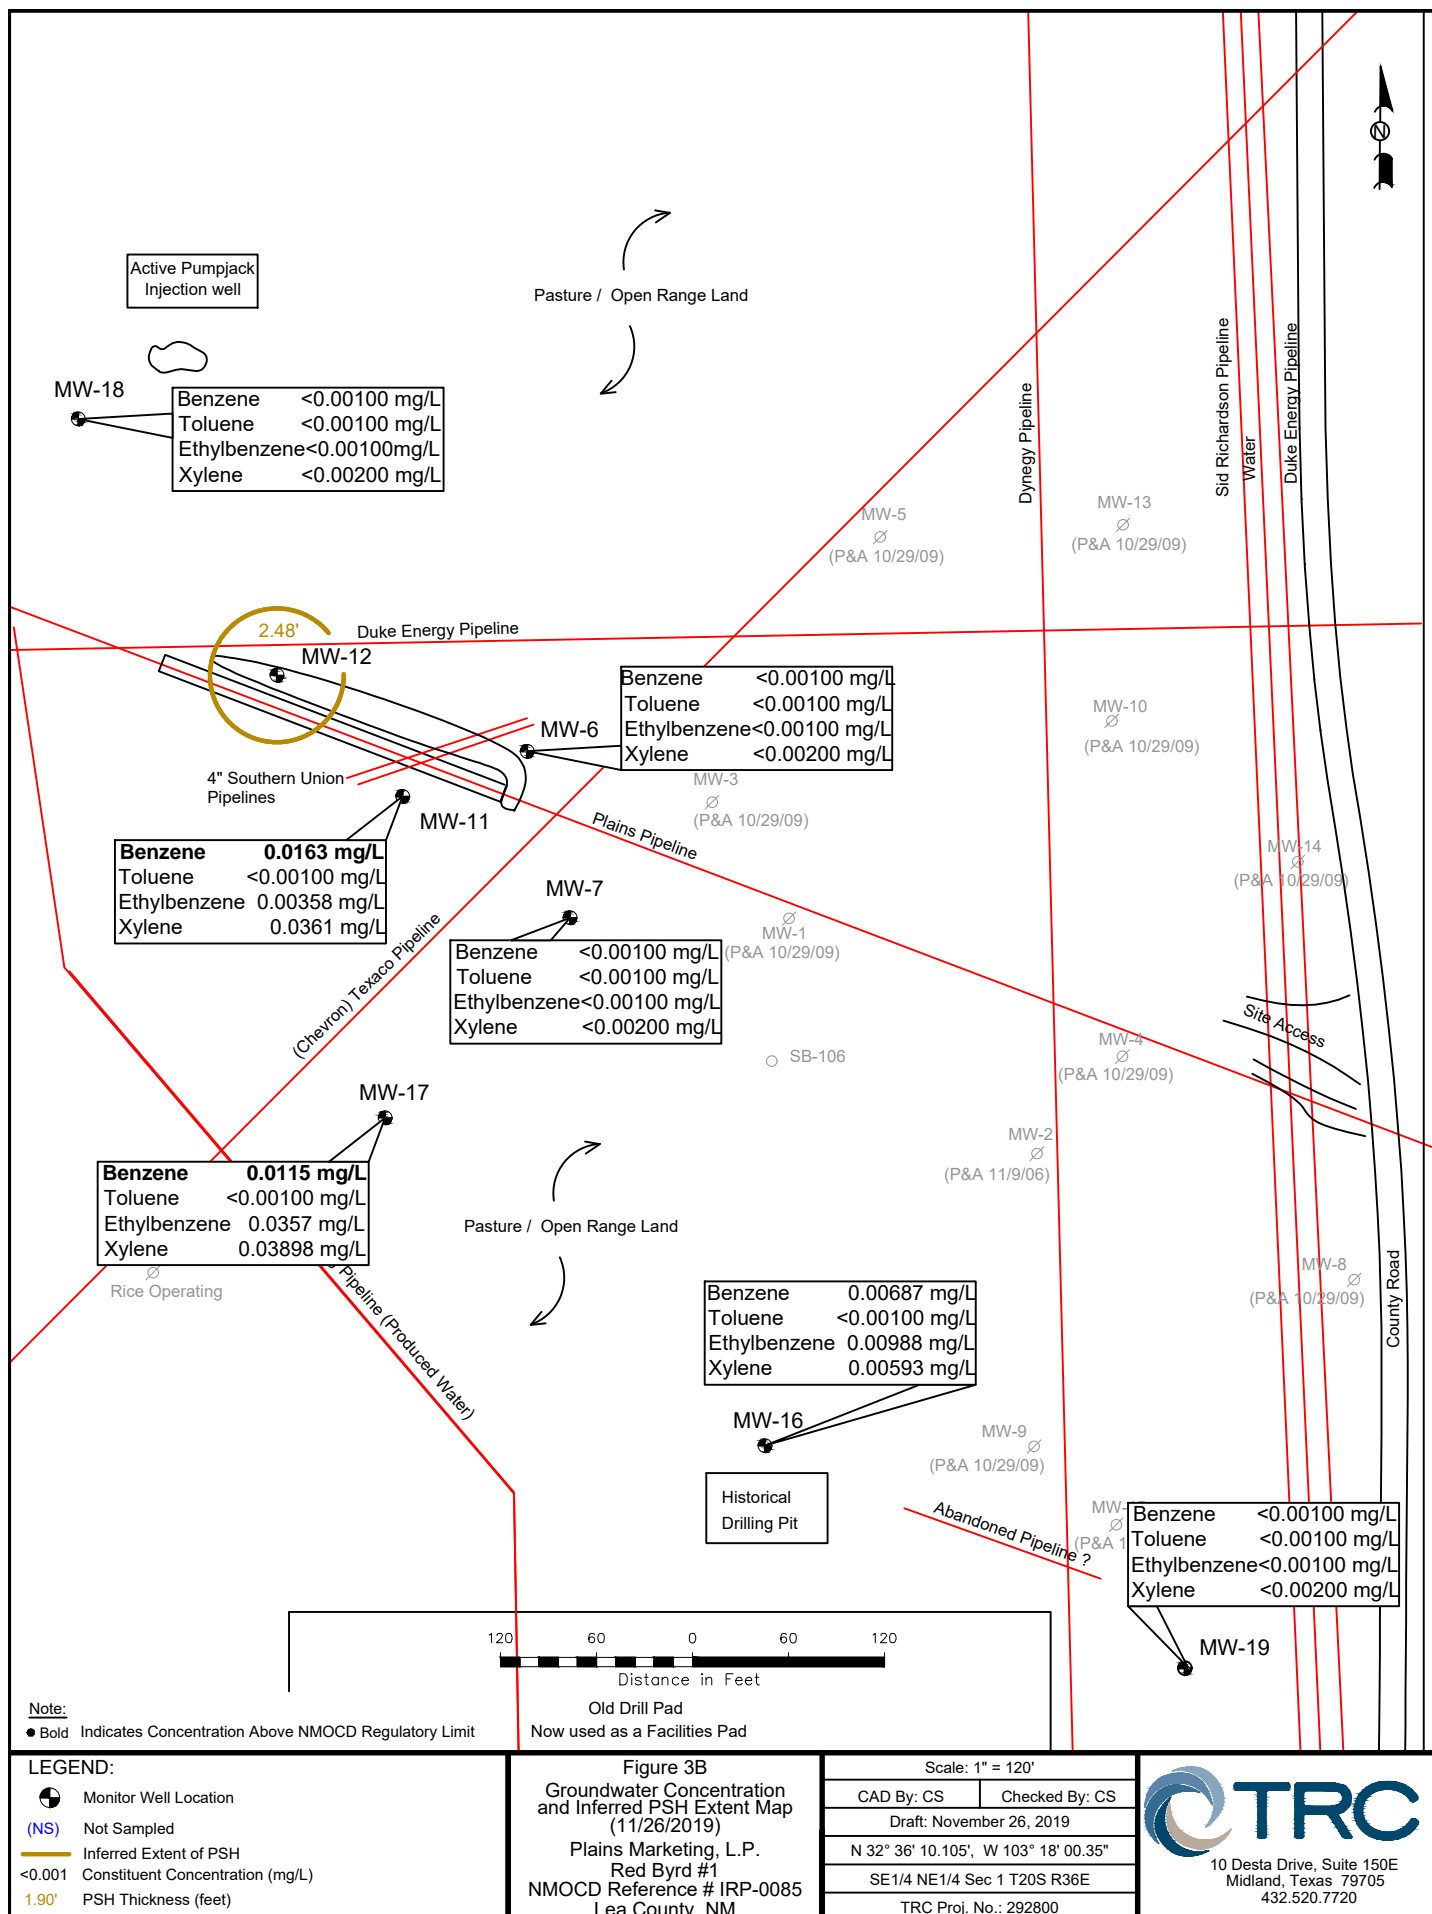 N
Active Pumpjack
Injection well
Pasture / Open Range Land
MW-18
Benzene <0.00100 mg/L
Toluene <0.00100 mg/L
Ethylbenzene<0.00100mg/L
Xylene <0.00200 mg/L
Dynegy Pipeline
Sid Richardson Pipeline
Water
Duke Energy Pipeline
MW-5
(P&A 10/29/09)
MW-13
(P&A 10/29/09)
2.48'
Duke Energy Pipeline
MW-12
Benzene <0.00100 mg/L
Toluene <0.00100 mg/L
Ethylbenzene<0.00100 mg/L
Xylene <0.00200 mg/L
MW-6
MW-10
(P&A 10/29/09)
4" Southern Union
Pipelines
MW-3
(P&A 10/29/09)
MW-11
Plains Pipeline
Benzene 0.0163 mg/L
Toluene <0.00100 mg/L
Ethylbenzene 0.00358 mg/L
Xylene 0.0361 mg/L
MW-14
(P&A 10/29/09)
MW-7
Benzene <0.00100 mg/L
Toluene <0.00100 mg/L
Ethylbenzene<0.00100 mg/L
Xylene <0.00200 mg/L
MW-1
(P&A 10/29/09)
(Chevron) Texaco Pipeline
Site Access
SB-106
MW-4
(P&A 10/29/09)
MW-17
MW-2
(P&A 11/9/06)
Benzene 0.0115 mg/L
Toluene <0.00100 mg/L
Ethylbenzene 0.0357 mg/L
Xylene 0.03898 mg/L
Pasture / Open Range Land
Rice Operating
Pipeline (Produced Water)
MW-8
(P&A 10/29/09)
County Road
Benzene 0.00687 mg/L
Toluene <0.00100 mg/L
Ethylbenzene 0.00988 mg/L
Xylene 0.00593 mg/L
MW-16
MW-9
(P&A 10/29/09)
Historical
Drilling Pit
Abandoned Pipeline ?
MW-
(P&A 1
Benzene <0.00100 mg/L
Toluene <0.00100 mg/L
Ethylbenzene<0.00100 mg/L
Xylene <0.00200 mg/L
MW-19
120 60 0 60 120
Distance in Feet
Old Drill Pad
Now used as a Facilities Pad
Note:
Bold Indicates Concentration Above NMOCD Regulatory Limit
LEGEND:
Monitor Well Location
(NS) Not Sampled
Inferred Extent of PSH
<0.001 Constituent Concentration (mg/L)
1.90' PSH Thickness (feet)
Figure 3B
Groundwater Concentration
and Inferred PSH Extent Map
(11/26/2019)
Plains Marketing, L.P.
Red Byrd #1
NMOCD Reference # IRP-0085
Lea County, NM
Scale: 1" = 120'
CAD By: CS
Checked By: CS
Draft: November 26, 2019
N 32° 36' 10.105', W 103° 18' 00.35"
SE1/4 NE1/4 Sec 1 T20S R36E
TRC Proj. No.: 292800
TRC
10 Desta Drive, Suite 150E
Midland, Texas 79705
432.520.7720